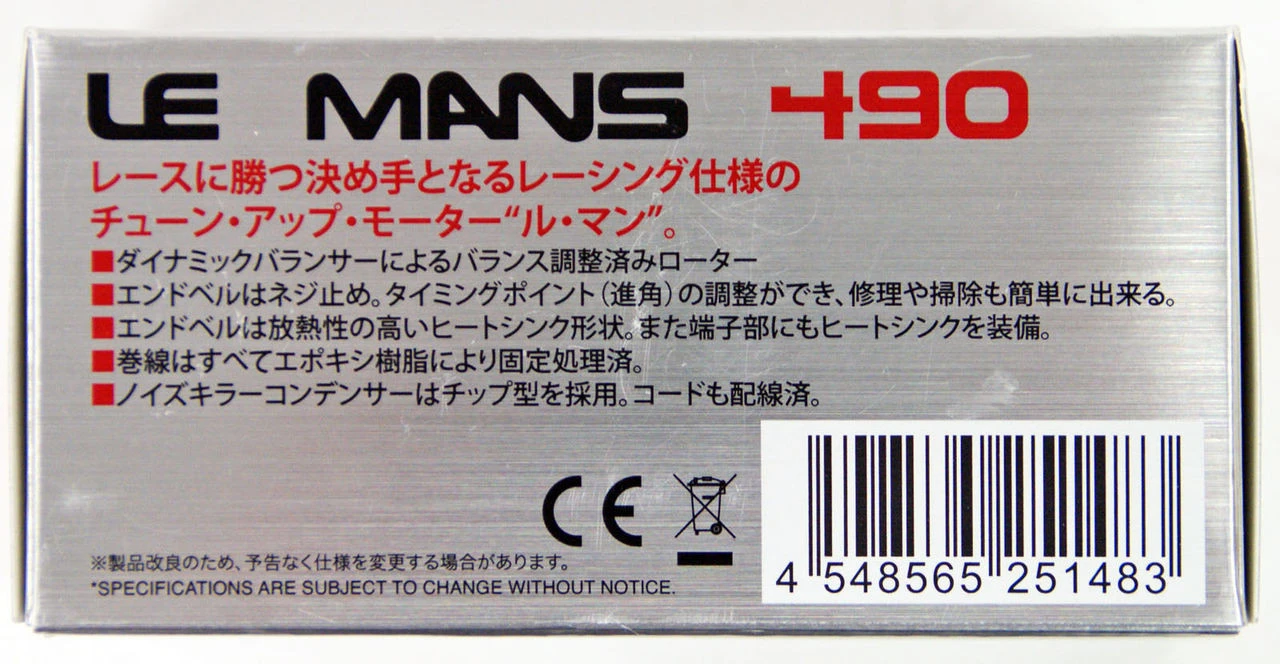 LE MANS 490
レースに勝つ決め手となるレーシング仕様の
チューン・アップ・モーター“ル・マン”。
■ダイナミックバランサーによるバランス調整済みローター
■エンドベルはネジ止め。タイミングポイント(進角)の調整ができ、修理や掃除も簡単に出来る。
■エンドベルは放熱性の高いヒートシンク形状。また端子部にもヒートシンクを装備。
■巻線はすべてエポキシ樹脂により固定処理済。
■ノイズキラーコンデンサーはチップ型を採用。コードも配線済。
CE
※製品改良のため、予告なく仕様を変更する場合があります。
*SPECIFICATIONS ARE SUBJECT TO CHANGE WITHOUT NOTICE.
4 548565 251483